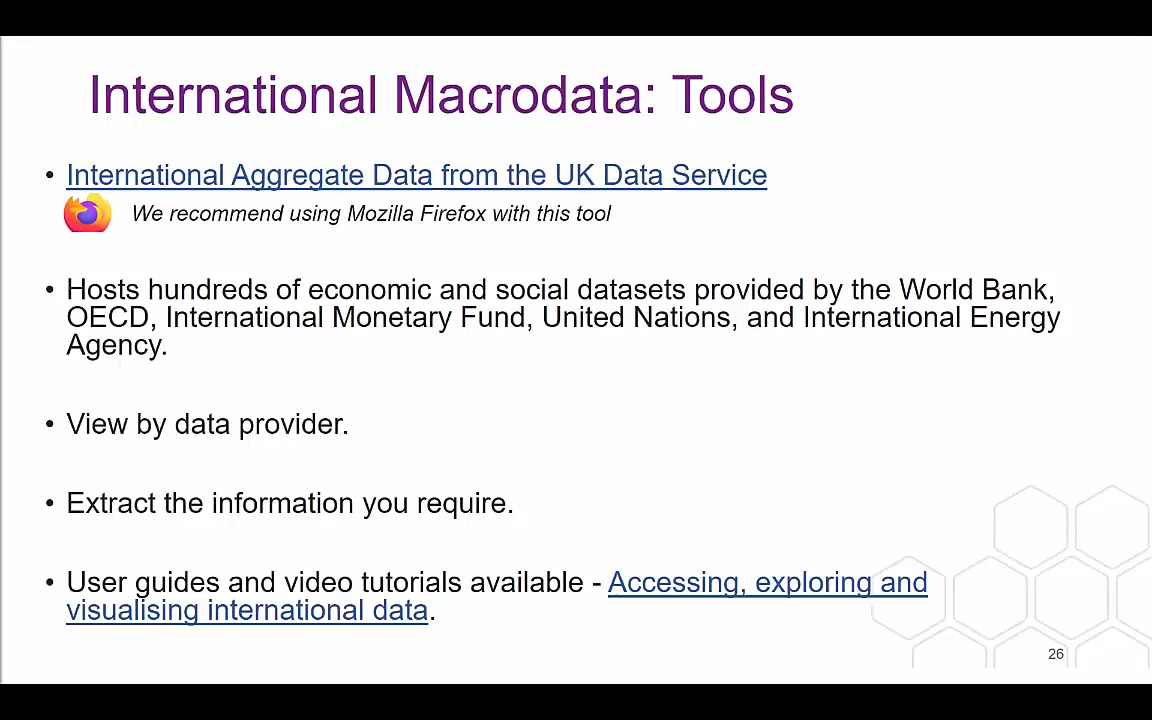 International Macrodata: Tools
• International Aggregate Data from the UK Data Service
We recommend using Mozilla Firefox with this tool
• Hosts hundreds of economic and social datasets provided by the World Bank,
OECD, International Monetary Fund, United Nations, and International Energy
Agency.
• View by data provider.
• Extract the information you require.
• User guides and video tutorials available - Accessing, exploring and
visualising international data.
26